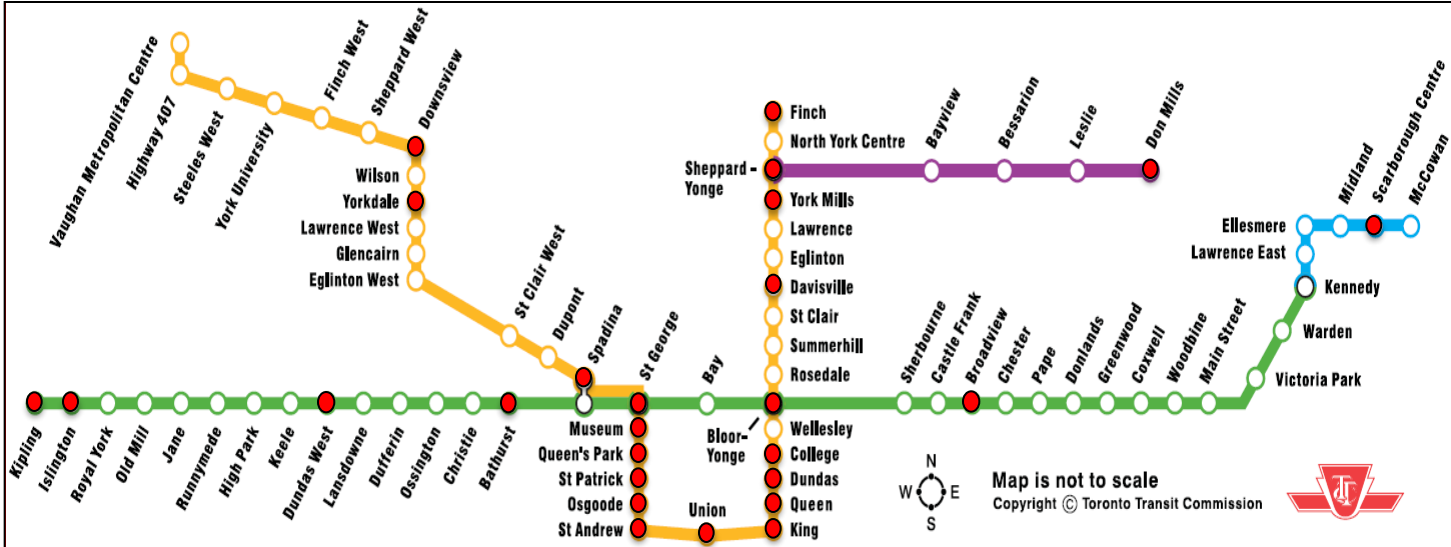 Vaughan Metropolitan Centre
Highway 407
Steeles West
York University
Finch West
Sheppard West
Downsview
Wilson
Yorkdale
Lawrence West
Glencairn
Eglinton West
St Clair West
Dupont
Spadina
St George
Bay
Finch
North York Centre
Sheppard -
Yonge
York Mills
Lawrence
Eglinton
Davisville
St Clair
Summerhill
Rosedale
Bayview
Bessarion
Leslie
Don Mills
Sherbourne
Castle Frank
Broadview
Chester
Pape
Donlands
Greenwood
Coxwell
Woodbine
Main Street
Victoria Park
Warden
Kennedy
Lawrence East
Ellesmere
Midland
Scarborough Centre
McCowan
Kipling
Islington
Royal York
Old Mill
Jane
Runnymede
High Park
Keele
Dundas West
Lansdowne
Dufferin
Ossington
Christie
Bathurst
Museum
Queen's Park
St Patrick
Osgoode
St Andrew
Union
Bloor-
Yonge
Wellesley
College
Dundas
Queen
King
N
W E
S
Map is not to scale
Copyright © Toronto Transit Commission
TTC